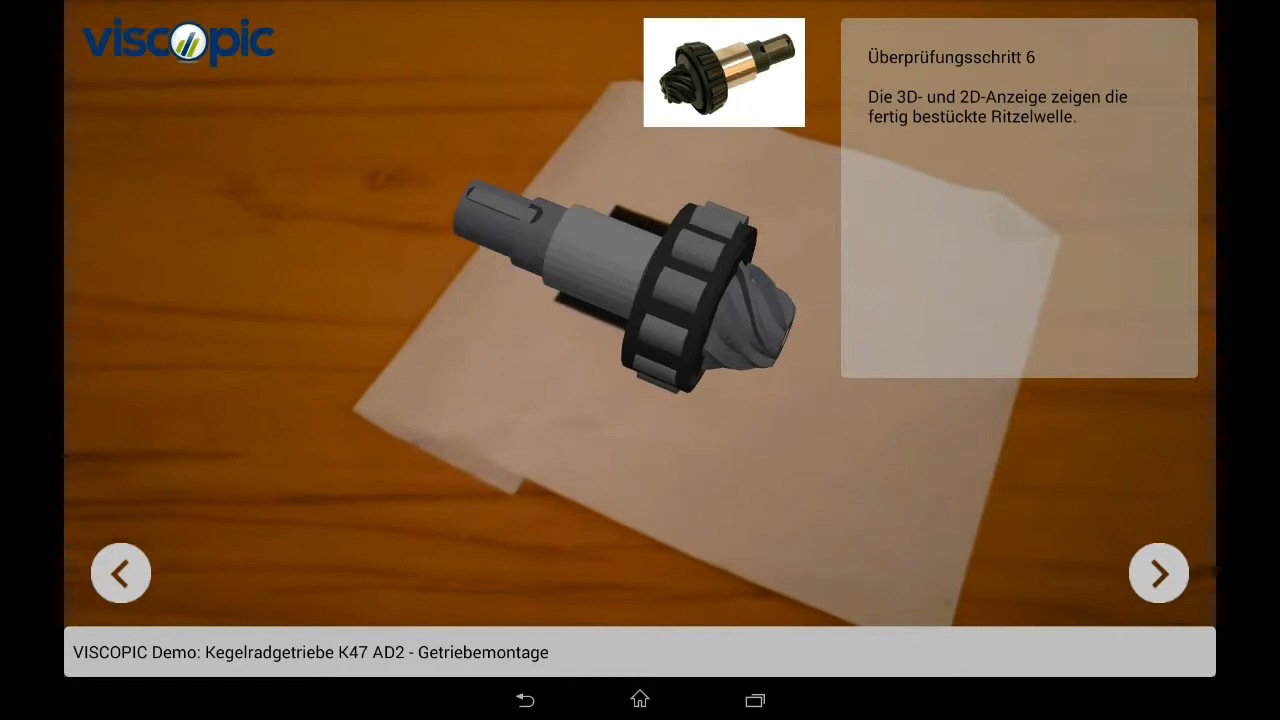 viscopic
Überprüfungsschritt 6
Die 3D- und 2D-Anzeige zeigen die
fertig bestückte Ritzelwelle.
VISCOPIC Demo: Kegelradgetriebe K47 AD2 - Getriebemontage